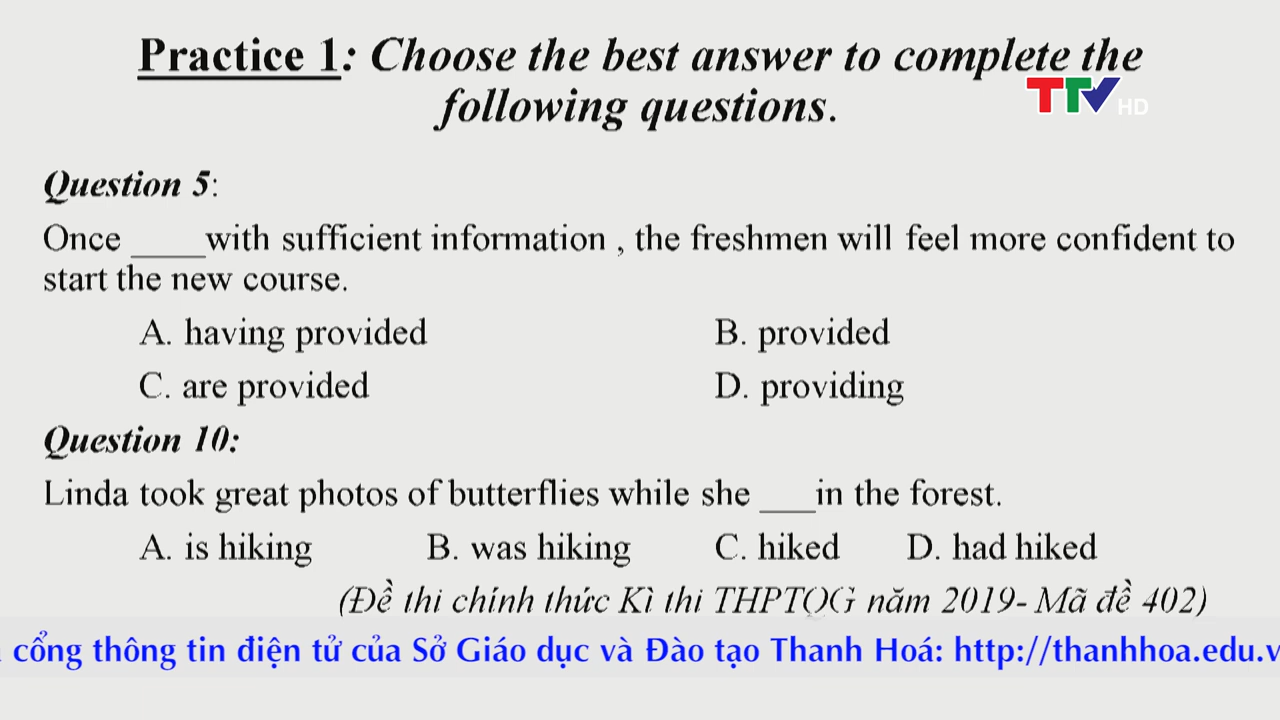 Practice 1: Choose the best answer to complete the
following questions.
TTV HD
Question 5:
Once ____with sufficient information , the freshmen will feel more confident to
start the new course.
A. having provided B. provided
C. are provided D. providing
Question 10:
Linda took great photos of butterflies while she ___in the forest.
A. is hiking B. was hiking C. hiked D. had hiked
(Đề thi chính thức Kì thi THPTQG năm 2019- Mã đề 402)
cổng thông tin điện tử của Sở Giáo dục và Đào tạo Thanh Hoá: http://thanhhoa.edu.v